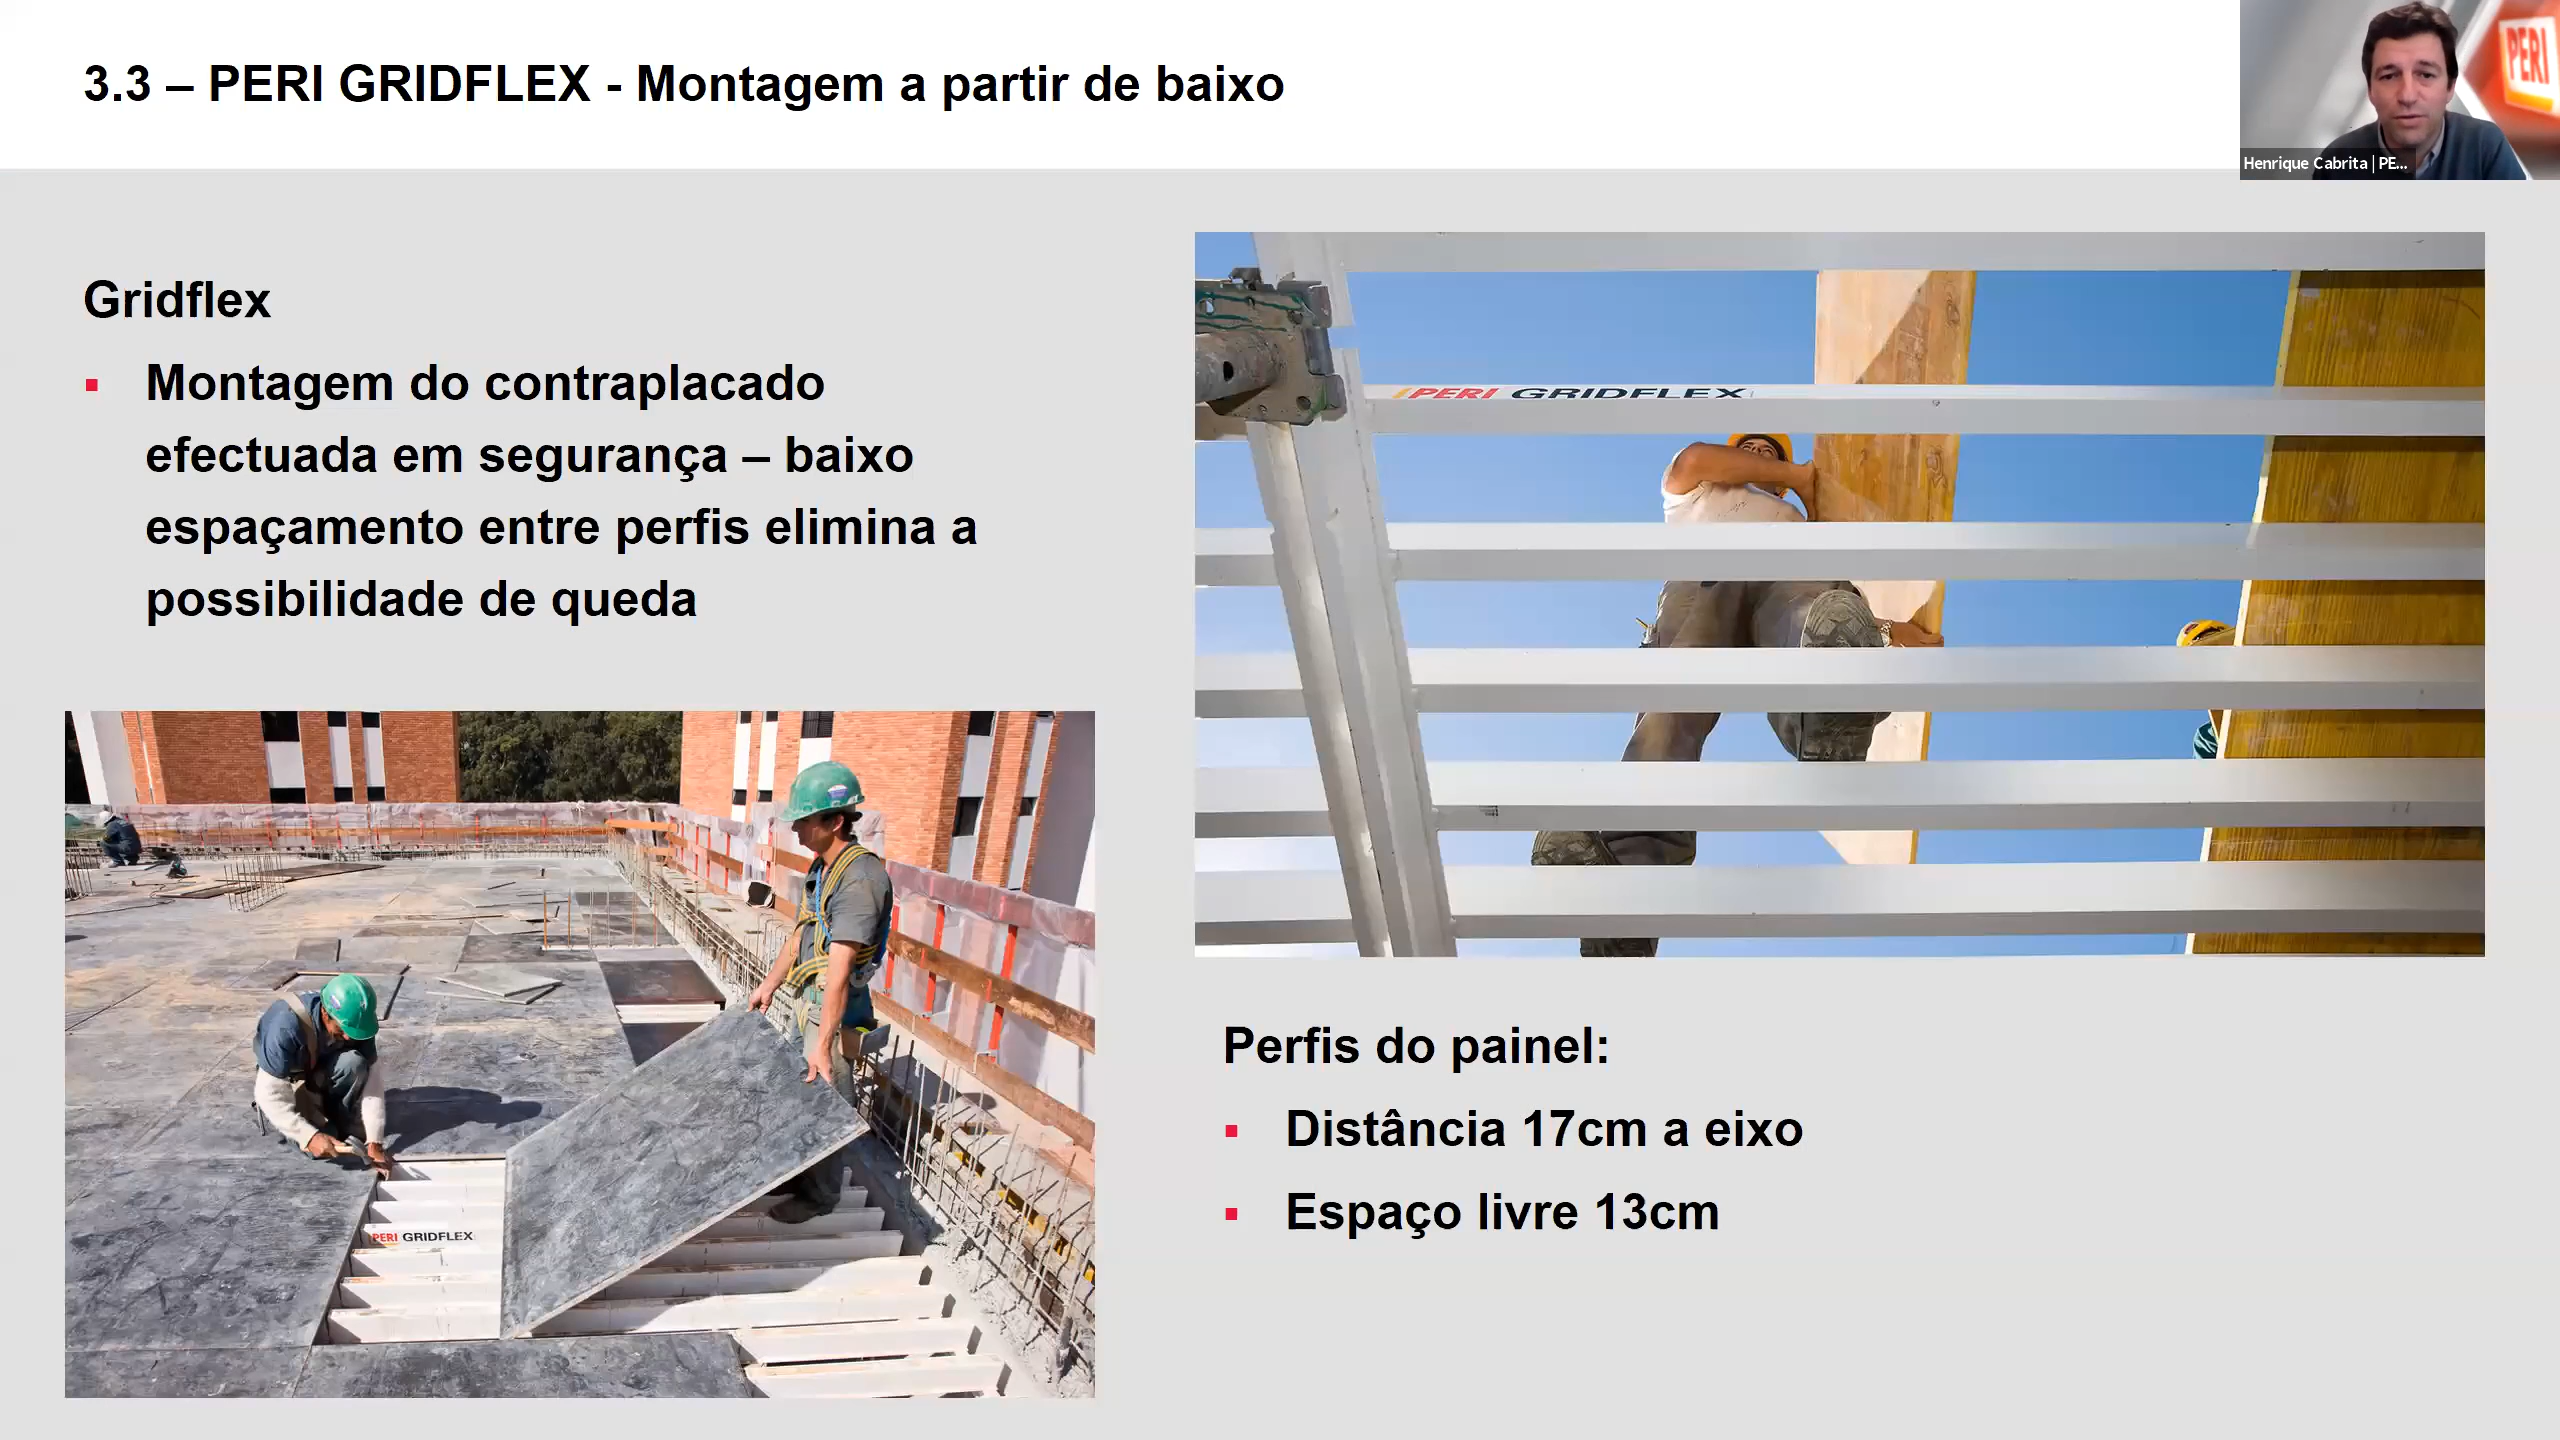 3.3 – PERI GRIDFLEX - Montagem a partir de baixo
PERI
Henrique Cabrita | PE...
Gridflex
▪ Montagem do contraplacado
efectuada em segurança – baixo
espaçamento entre perfis elimina a
possibilidade de queda
PERI GRIDFLEX
PERI GRIDFLEX
Perfis do painel:
▪ Distância 17cm a eixo
▪ Espaço livre 13cm